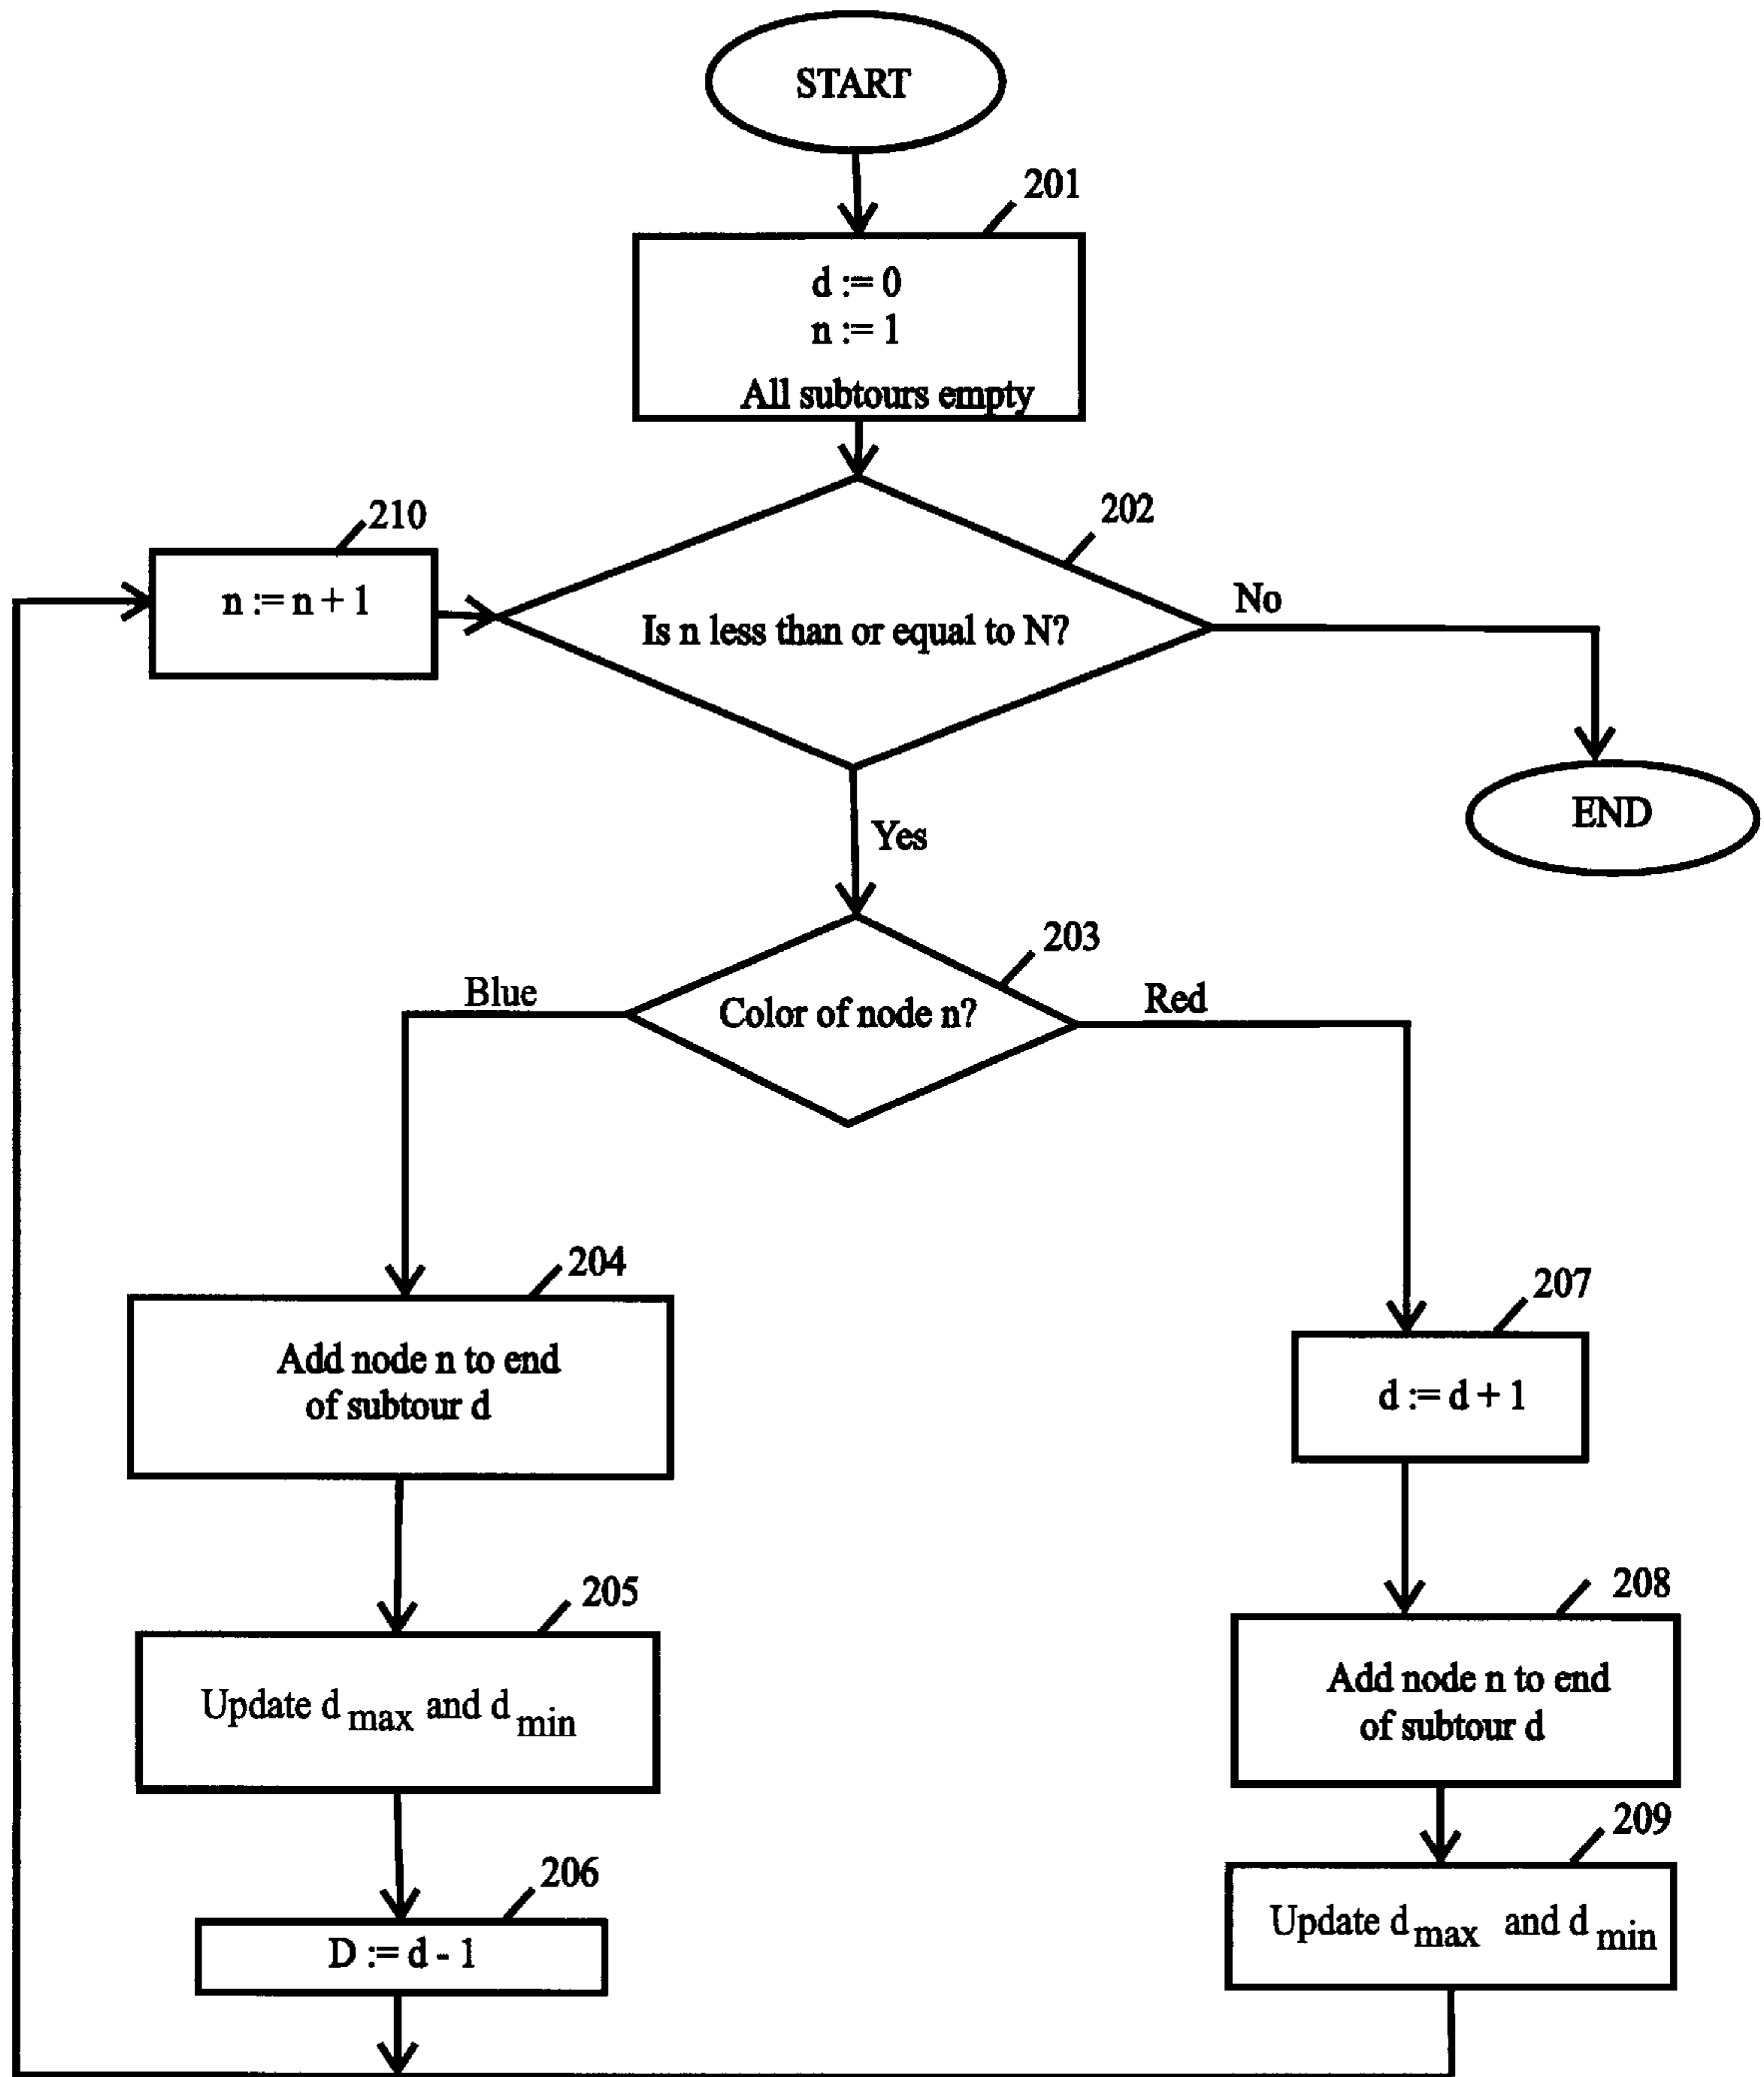 START
201
d := 0
n := 1
All subtours empty
210
n := n + 1
202
Is n less than or equal to N?
No
END
Yes
203
Color of node n?
Blue
Red
204
Add node n to end
of subtour d
207
d := d + 1
205
Update d max and d min
208
Add node n to end
of subtour d
206
D := d - 1
209
Update d max and d min